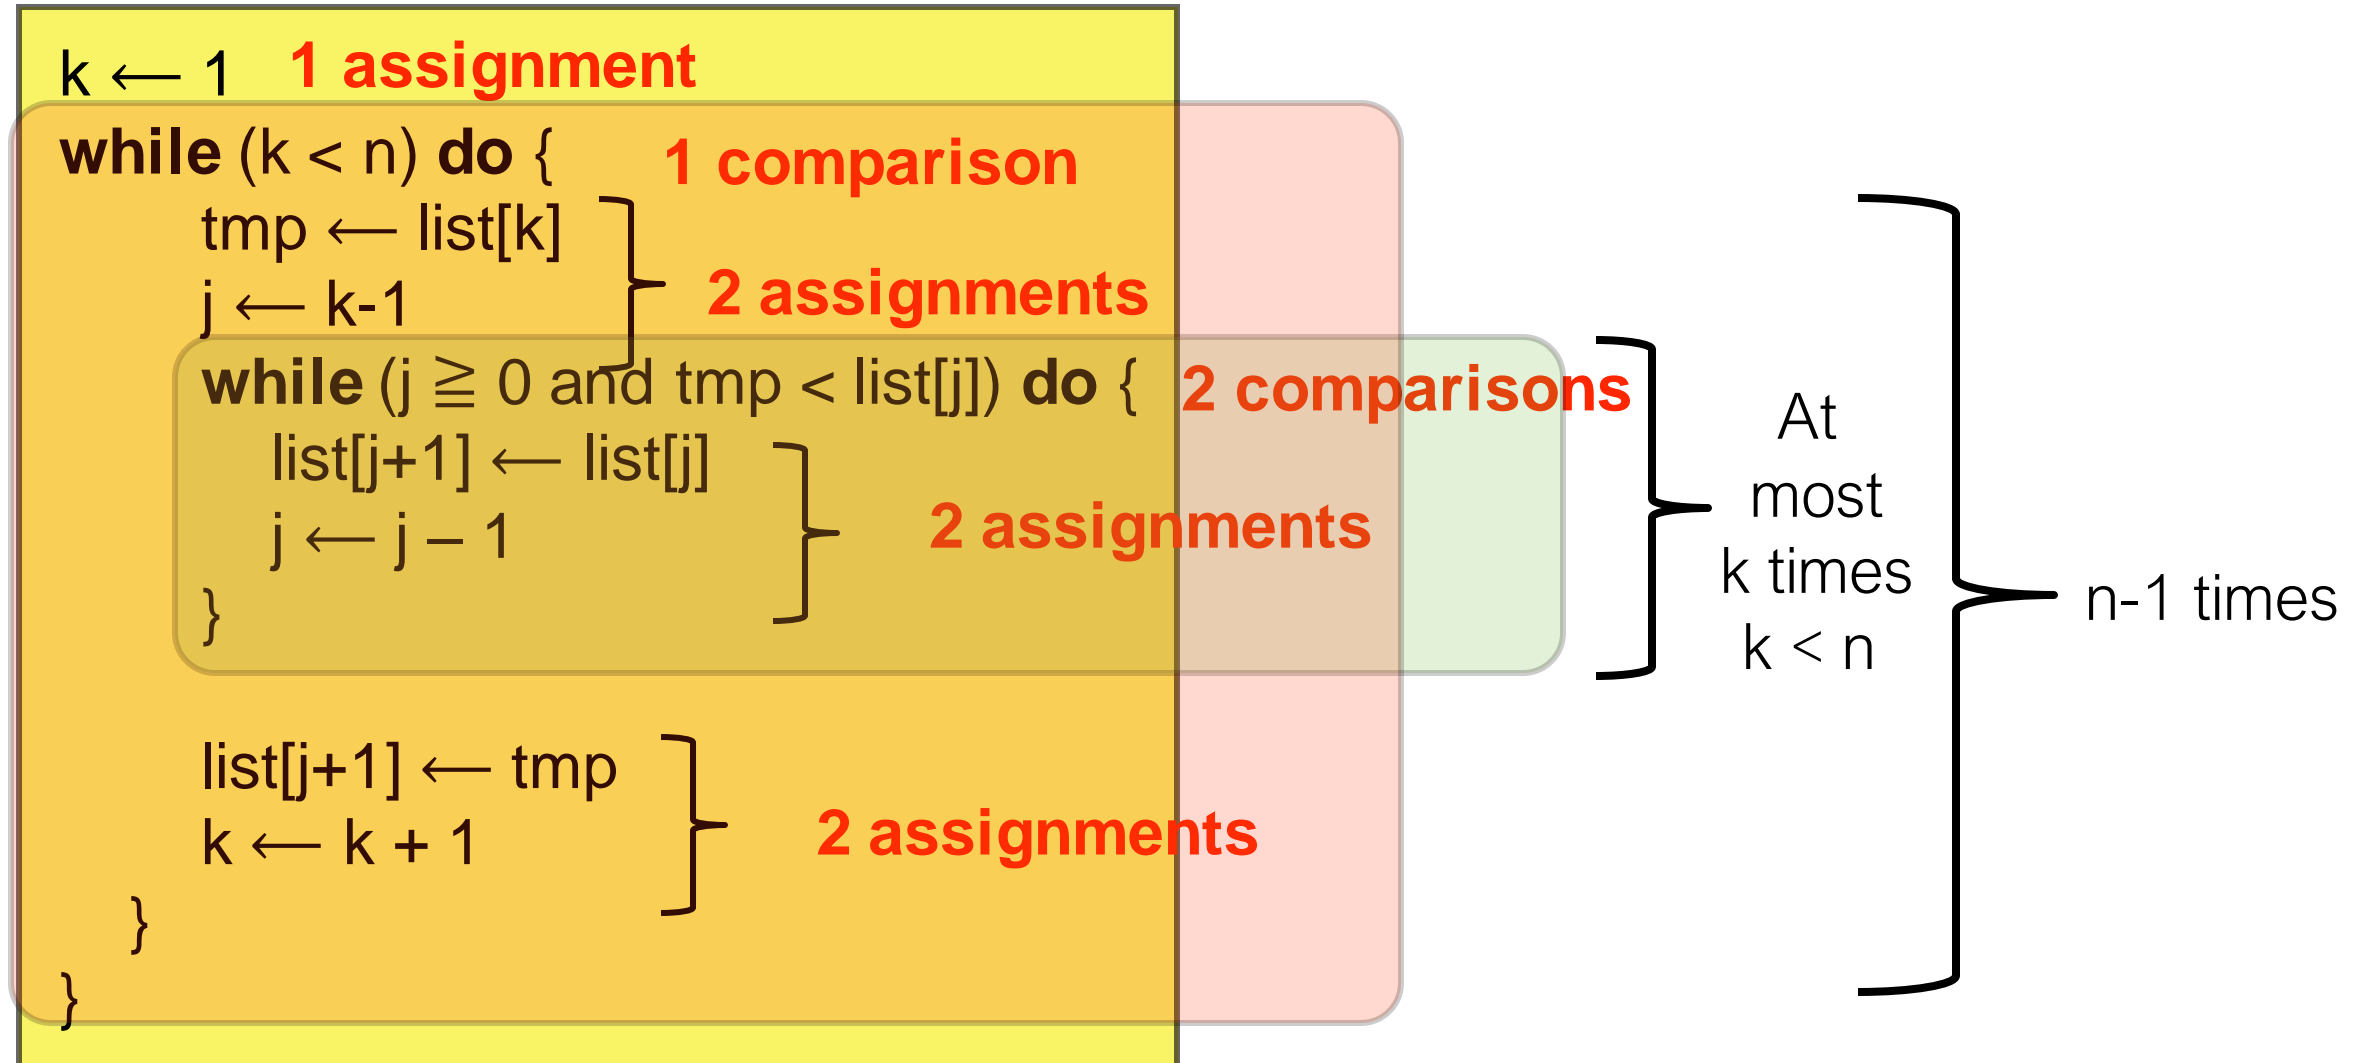 k ← 1 1 assignment
while (k < n) do { 1 comparison
tmp ← list[k]
j ← k-1
2 assignments
while (j ≧ 0 and tmp < list[j]) do { 2 comparisons
list[j+1] ← list[j]
j ← j – 1
2 assignments
}
list[j+1] ← tmp
k ← k + 1
2 assignments
}
}
At
most
k times
k < n
n-1 times